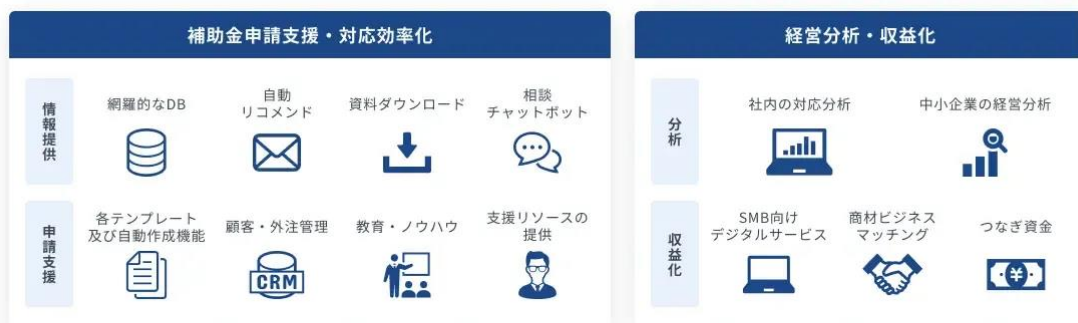 補助金申請支援・対応効率化
情報提供
網羅的なDB
自動
リコメンド
資料ダウンロード
相談
チャットボット
申請支援
各テンプレート
及び自動作成機能
顧客・外注管理
CRM
教育・ノウハウ
支援リソースの
提供
経営分析・収益化
分析
社内の対応分析
中小企業の経営分析
収益化
SMB向け
デジタルサービス
商材ビジネス
マッチング
つなぎ資金
¥